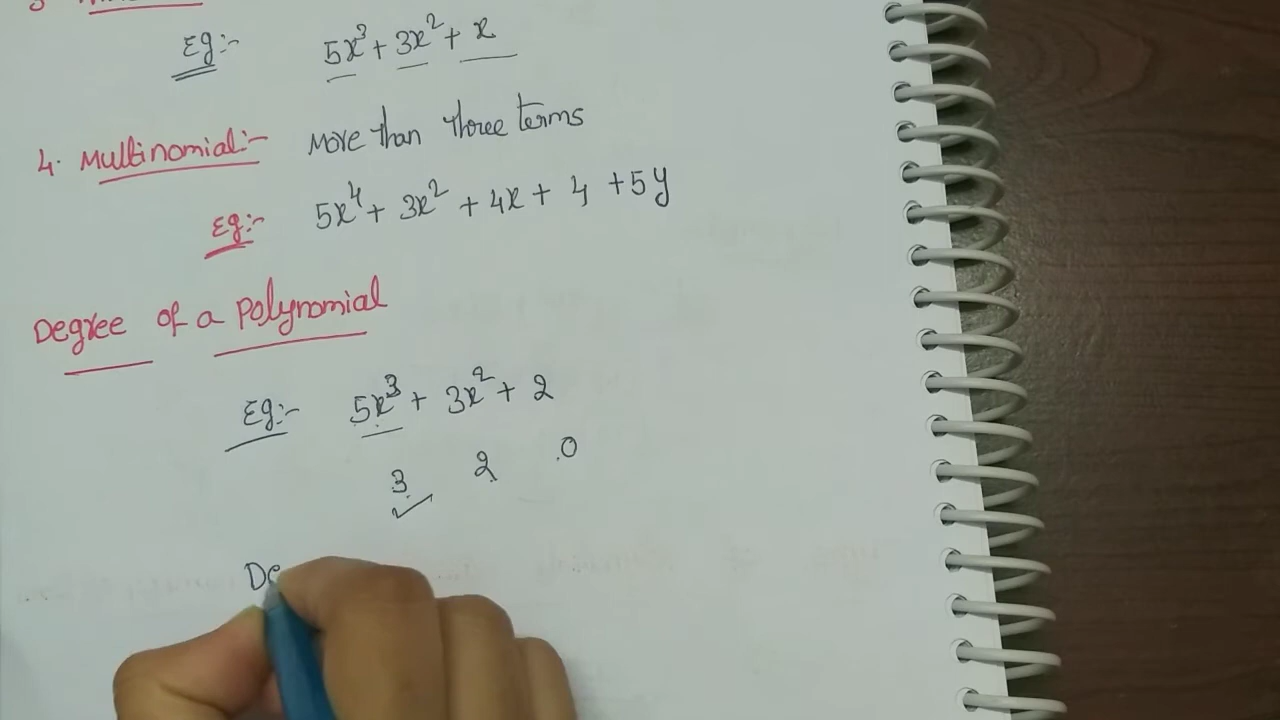 3
Eg:- 5x³ + 3x² + x
4. Multinomial:- More than three terms
Eg:- 5x⁴ + 3x² + 4x + 4 + 5y
Degree of a Polynomial
Eg:- 5x³ + 3x² + 2
3 2 0
De